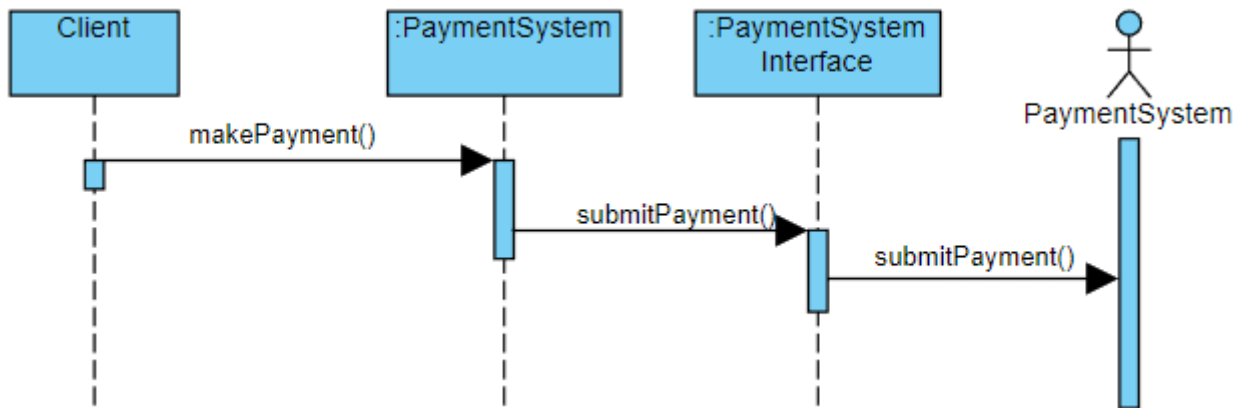 Client
:PaymentSystem
:PaymentSystem
Interface
PaymentSystem
makePayment()
submitPayment()
submitPayment()